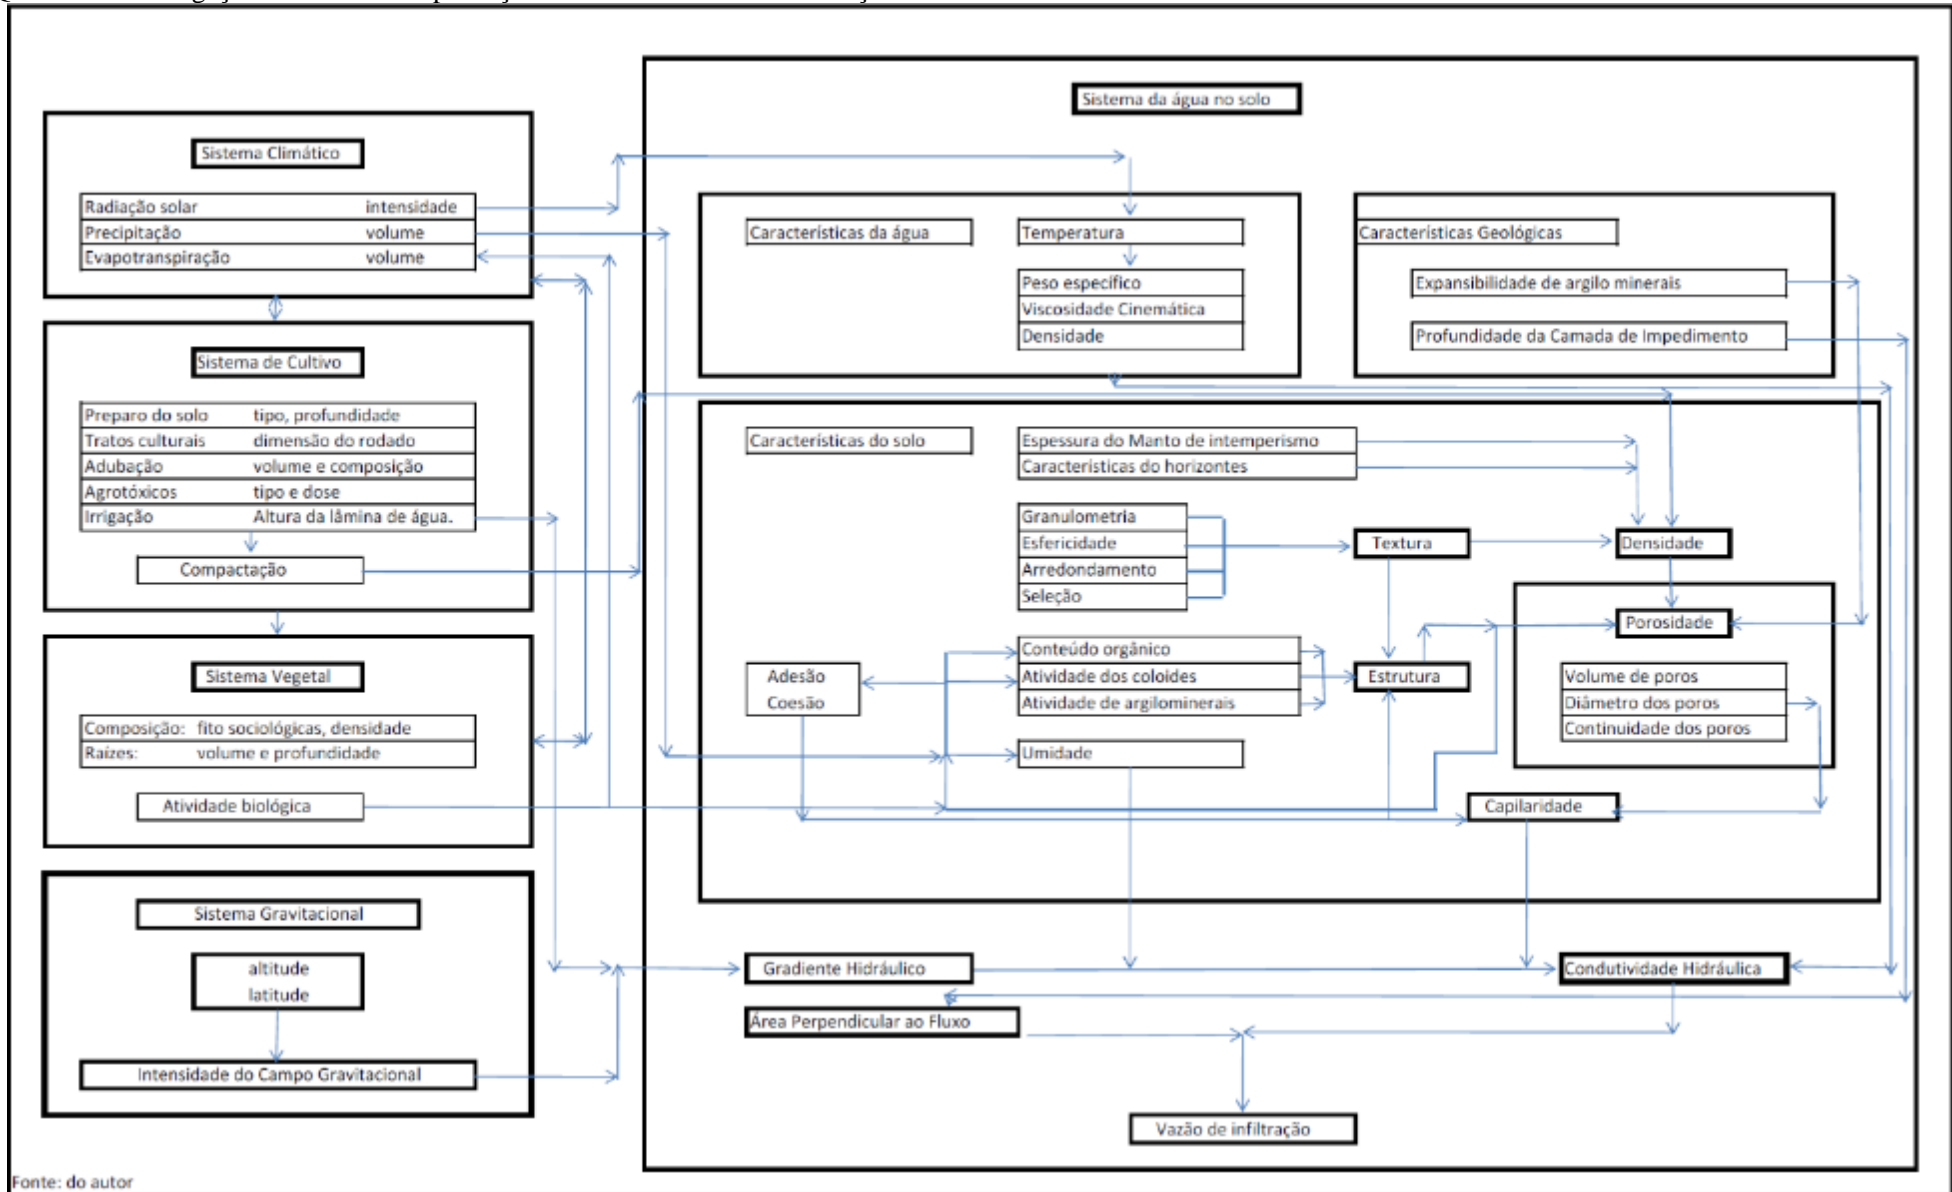 Sistema da água no solo
Sistema Climático
Radiação solar intensidade
Precipitação volume
Evapotranspiração volume
Sistema de Cultivo
Preparo do solo tipo, profundidade
Tratos culturais dimensão do rodado
Adubação volume e composição
Agrotóxicos tipo e dose
Irrigação Altura da lâmina de água.
Compactação
Sistema Vegetal
Composição: fito sociológicas, densidade
Raízes: volume e profundidade
Atividade biológica
Sistema Gravitacional
altitude
latitude
Intensidade do Campo Gravitacional
Características da água
Temperatura
Peso específico
Viscosidade Cinemática
Densidade
Características Geológicas
Expansibilidade de argilo minerais
Profundidade da Camada de Impedimento
Características do solo
Espessura do Manto de intemperismo
Características do horizontes
Granulometria
Esfericidade
Arredondamento
Seleção
Textura
Densidade
Porosidade
Adesão
Coesão
Conteúdo orgânico
Atividade dos coloides
Atividade de argilominerais
Estrutura
Volume de poros
Diâmetro dos poros
Continuidade dos poros
Umidade
Capilaridade
Gradiente Hidráulico
Condutividade Hidráulica
Área Perpendicular ao Fluxo
Vazão de infiltração
Fonte: do autor